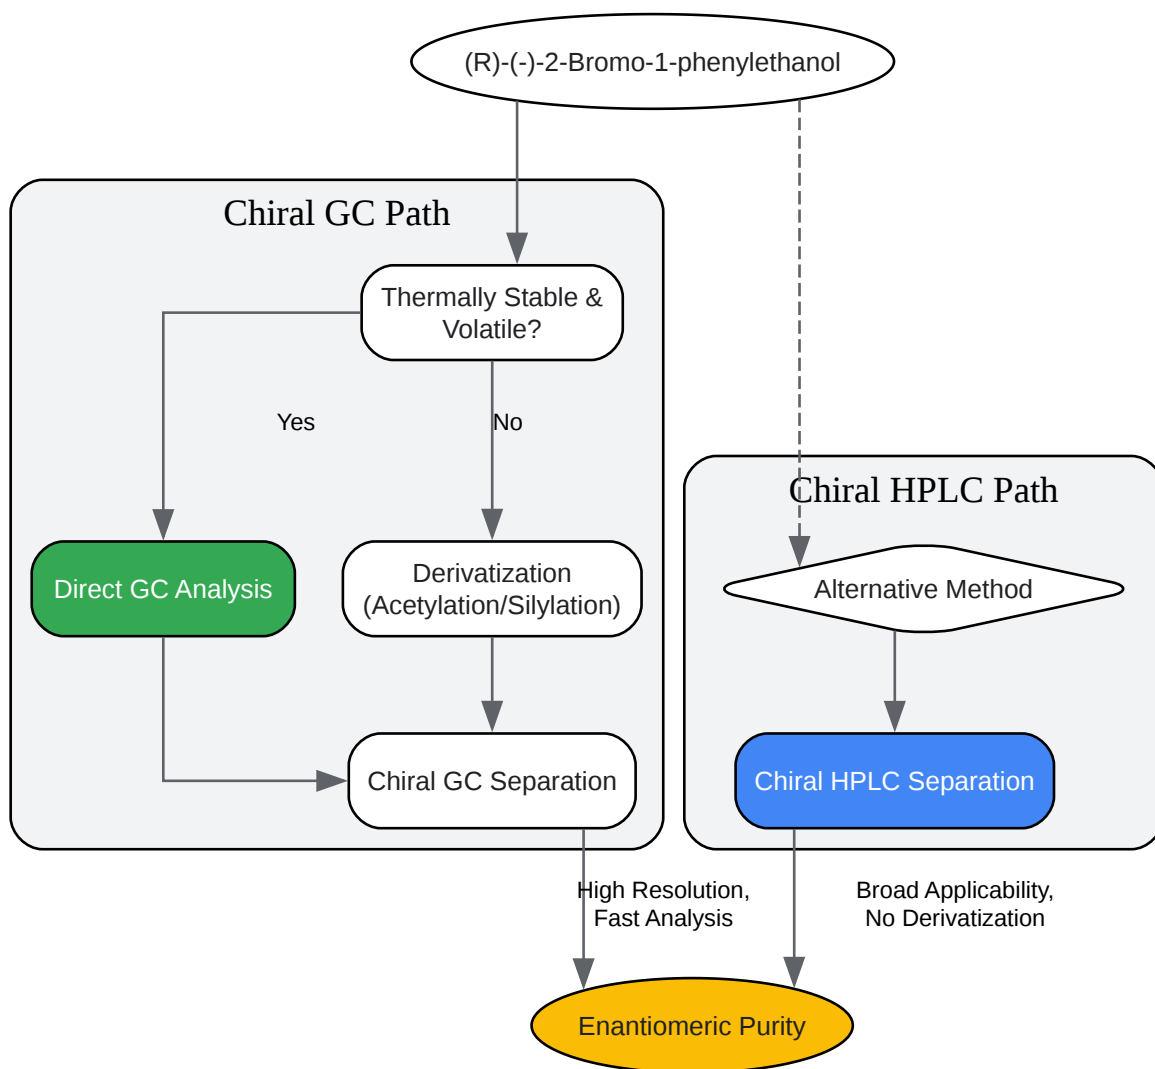 (R)-(-)-2-Bromo-1-phenylethanol
Chiral GC Path
Thermally Stable &
Volatile?
Yes
No
Direct GC Analysis
Derivatization
(Acetylation/Silylation)
Chiral GC Separation
Chiral HPLC Path
Alternative Method
Chiral HPLC Separation
High Resolution,
Fast Analysis
Broad Applicability,
No Derivatization
Enantiomeric Purity